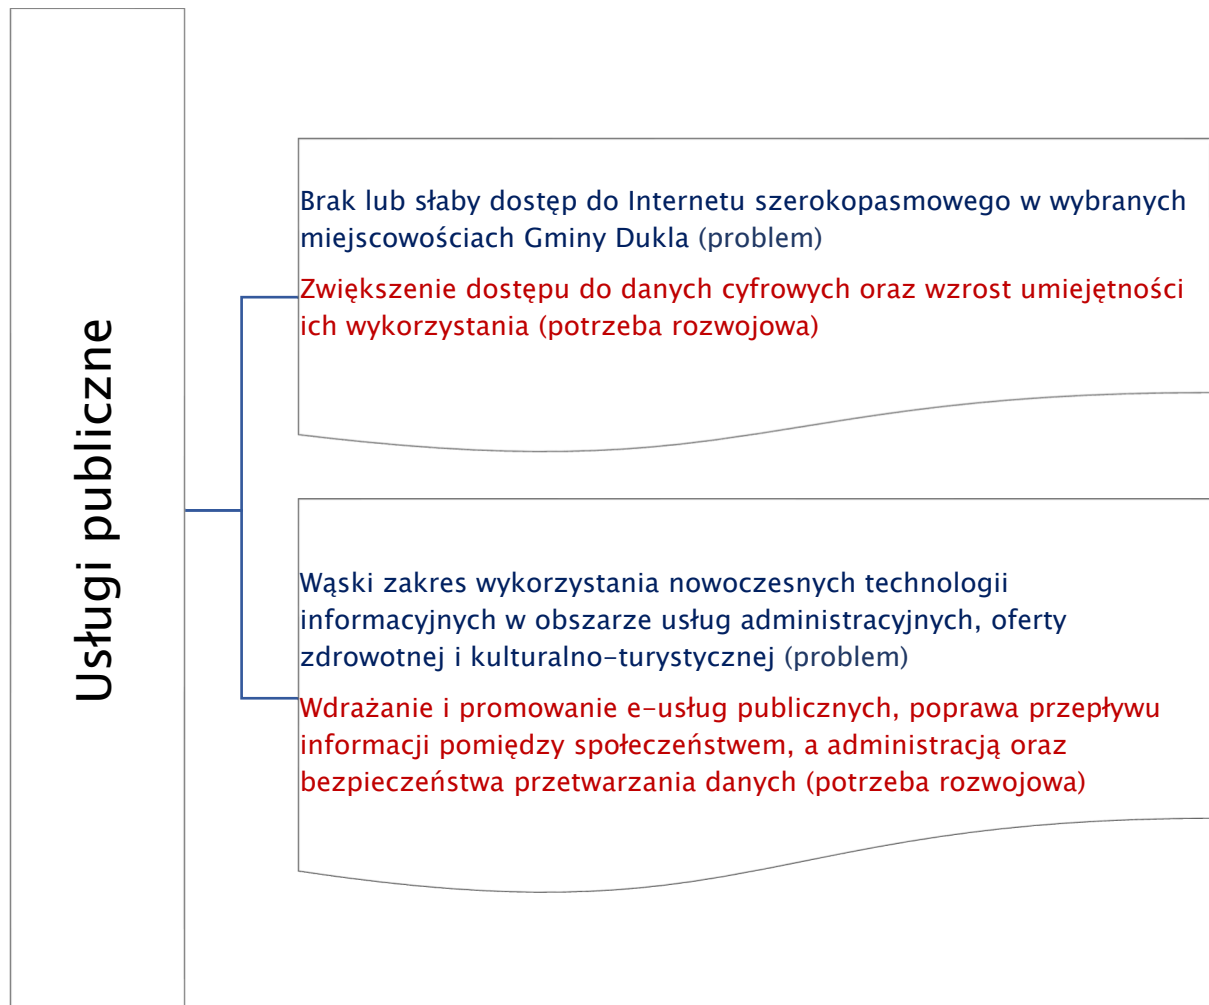 Usługi publiczne
Brak lub słaby dostęp do Internetu szerokopasmowego w wybranych
miejscowościach Gminy Dukla (problem)
Zwiększenie dostępu do danych cyfrowych oraz wzrost umiejętności
ich wykorzystania (potrzeba rozwojowa)
Wąski zakres wykorzystania nowoczesnych technologii
informacyjnych w obszarze usług administracyjnych, oferty
zdrowotnej i kulturalno-turystycznej (problem)
Wdrażanie i promowanie e-usług publicznych, poprawa przepływu
informacji pomiędzy społeczeństwem, a administracją oraz
bezpieczeństwa przetwarzania danych (potrzeba rozwojowa)